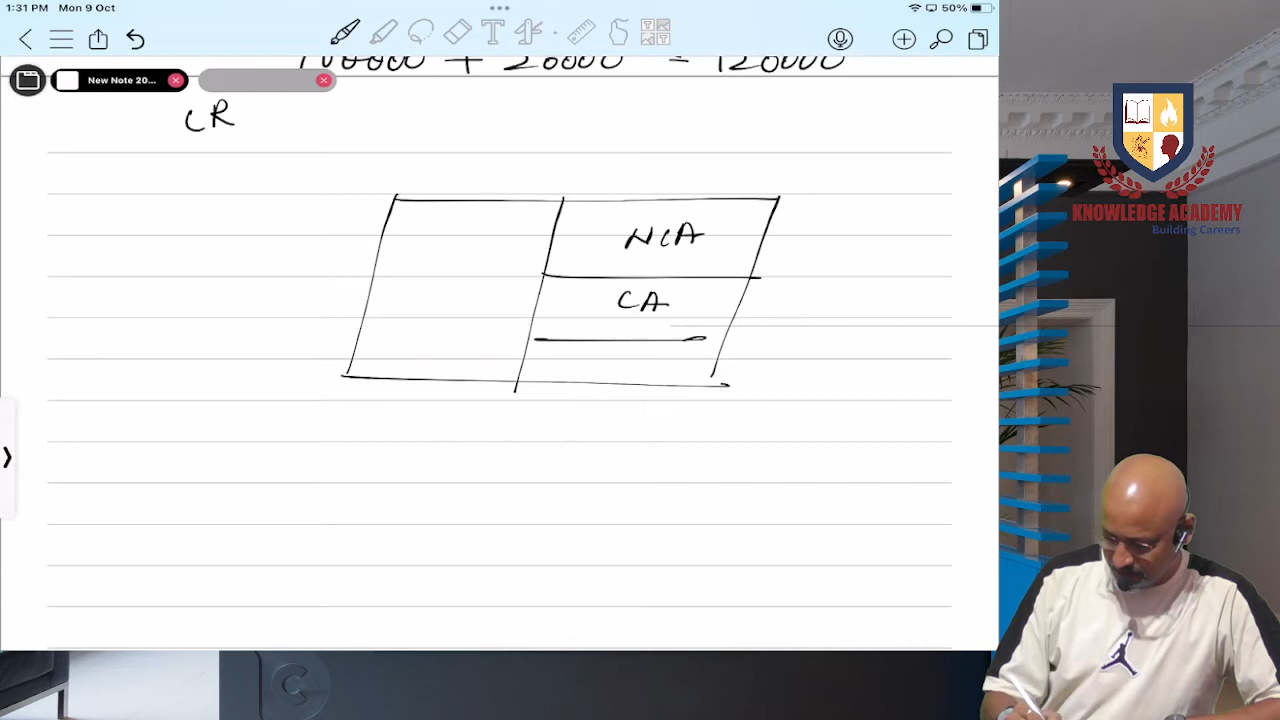 1:31 PM Mon 9 Oct
50%
100000 + 20000 = 120000
New Note 20...
CR
NCA
CA
KNOWLEDGE ACADEMY
Building Careers